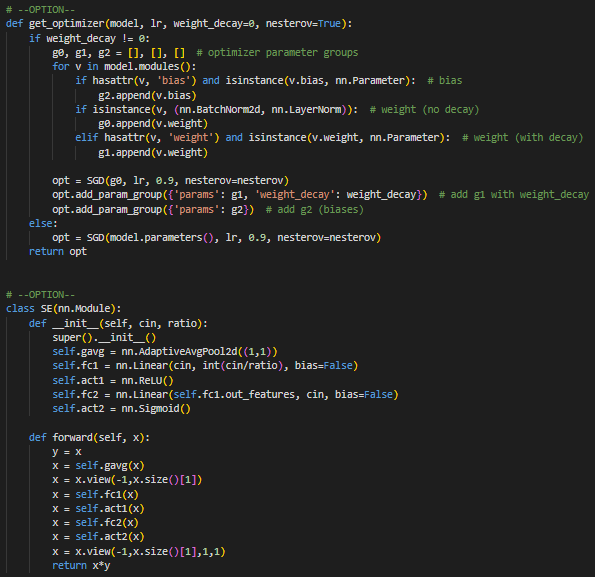 # --OPTION--
def get_optimizer(model, lr, weight_decay=0, nesterov=True):
    if weight_decay != 0:
        g0, g1, g2 = [], [], []  # optimizer parameter groups
        for v in model.modules():
            if hasattr(v, 'bias') and isinstance(v.bias, nn.Parameter):  # bias
                g2.append(v.bias)
            if isinstance(v, (nn.BatchNorm2d, nn.LayerNorm)):  # weight (no decay)
                g0.append(v.weight)
            elif hasattr(v, 'weight') and isinstance(v.weight, nn.Parameter):  # weight (with decay)
                g1.append(v.weight)

        opt = SGD(g0, lr, 0.9, nesterov=nesterov)
        opt.add_param_group({'params': g1, 'weight_decay': weight_decay})  # add g1 with weight_decay
        opt.add_param_group({'params': g2})  # add g2 (biases)
    else:
        opt = SGD(model.parameters(), lr, 0.9, nesterov=nesterov)
    return opt


# --OPTION--
class SE(nn.Module):
    def __init__(self, cin, ratio):
        super().__init__()
        self.gavg = nn.AdaptiveAvgPool2d((1,1))
        self.fc1 = nn.Linear(cin, int(cin/ratio), bias=False)
        self.act1 = nn.ReLU()
        self.fc2 = nn.Linear(self.fc1.out_features, cin, bias=False)
        self.act2 = nn.Sigmoid()

    def forward(self, x):
        y = x
        x = self.gavg(x)
        x = x.view(-1,x.size()[1])
        x = self.fc1(x)
        x = self.act1(x)
        x = self.fc2(x)
        x = self.act2(x)
        x = x.view(-1,x.size()[1],1,1)
        return x*y